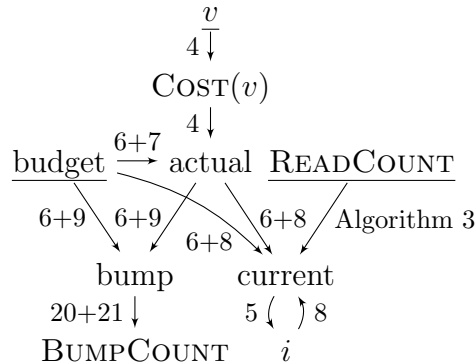 v
4
COST(v)
4
budget 6+7 actual READCOUNT
6+9 6+9 6+8 6+8 Algorithm 3
bump current
20+21 5 8
BUMPCOUNT i